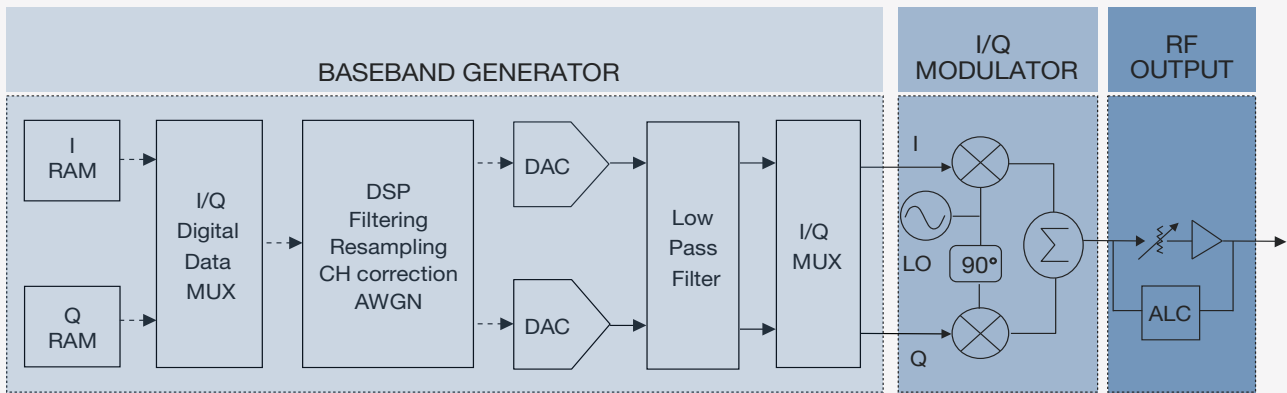 BASEBAND GENERATOR
I/Q
MODULATOR
RF
OUTPUT
I
RAM
Q
RAM
I/Q
Digital
Data
MUX
DSP
Filtering
Resampling
CH correction
AWGN
DAC
DAC
Low
Pass
Filter
I/Q
MUX
I
LO
90°
Q
Σ
ALC